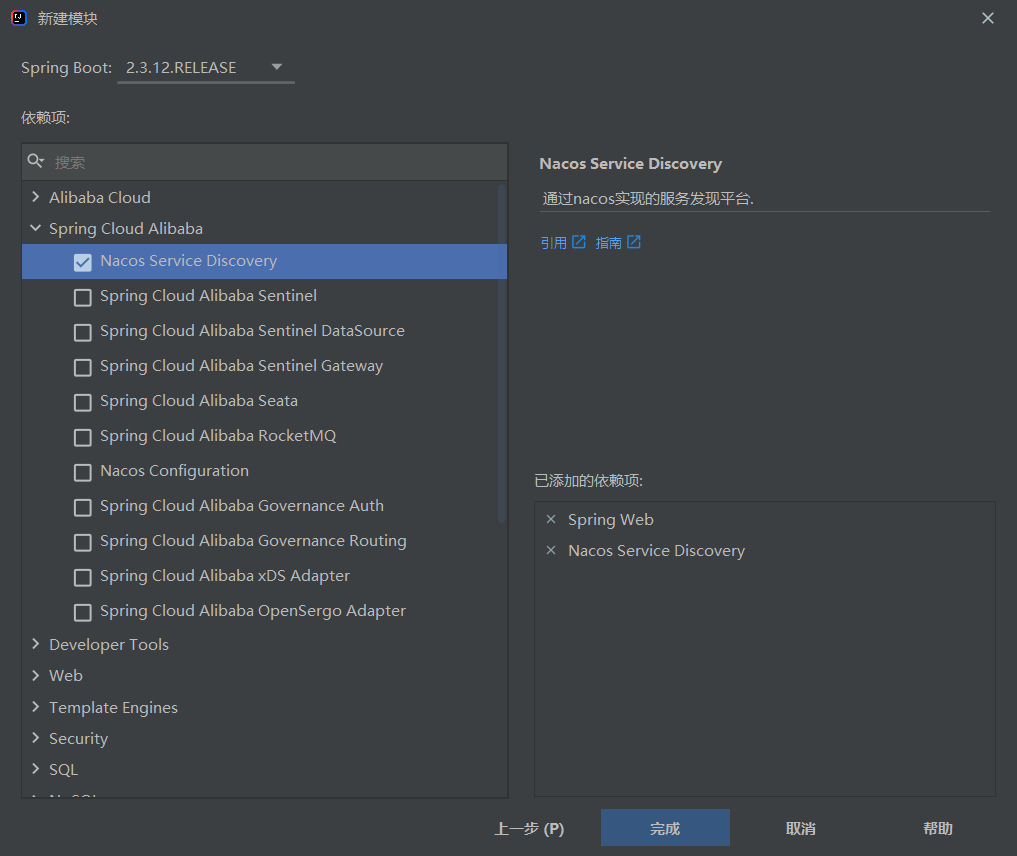 新建模块
Spring Boot: 2.3.12.RELEASE
依赖项:
搜索
Alibaba Cloud
Spring Cloud Alibaba
Nacos Service Discovery
Spring Cloud Alibaba Sentinel
Spring Cloud Alibaba Sentinel DataSource
Spring Cloud Alibaba Sentinel Gateway
Spring Cloud Alibaba Seata
Spring Cloud Alibaba RocketMQ
Nacos Configuration
Spring Cloud Alibaba Governance Auth
Spring Cloud Alibaba Governance Routing
Spring Cloud Alibaba xDS Adapter
Spring Cloud Alibaba OpenSergo Adapter
Developer Tools
Web
Template Engines
Security
SQL
Nacos Service Discovery
通过nacos实现的服务发现平台.
引用 指南
已添加的依赖项:
Spring Web
Nacos Service Discovery
上一步 (P) 完成 取消 帮助